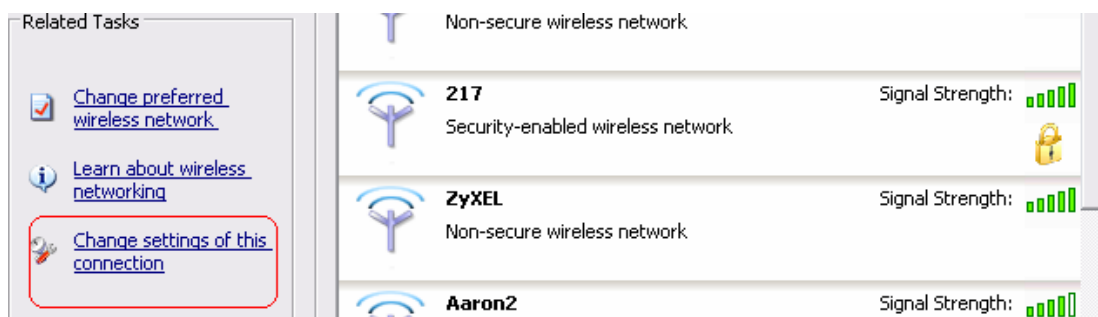 Related Tasks
Change preferred
wireless network
Learn about wireless
networking
Change settings of this
connection
Non-secure wireless network
217
Signal Strength:
Security-enabled wireless network
ZyXEL
Signal Strength:
Non-secure wireless network
Aaron2
Signal Strength: